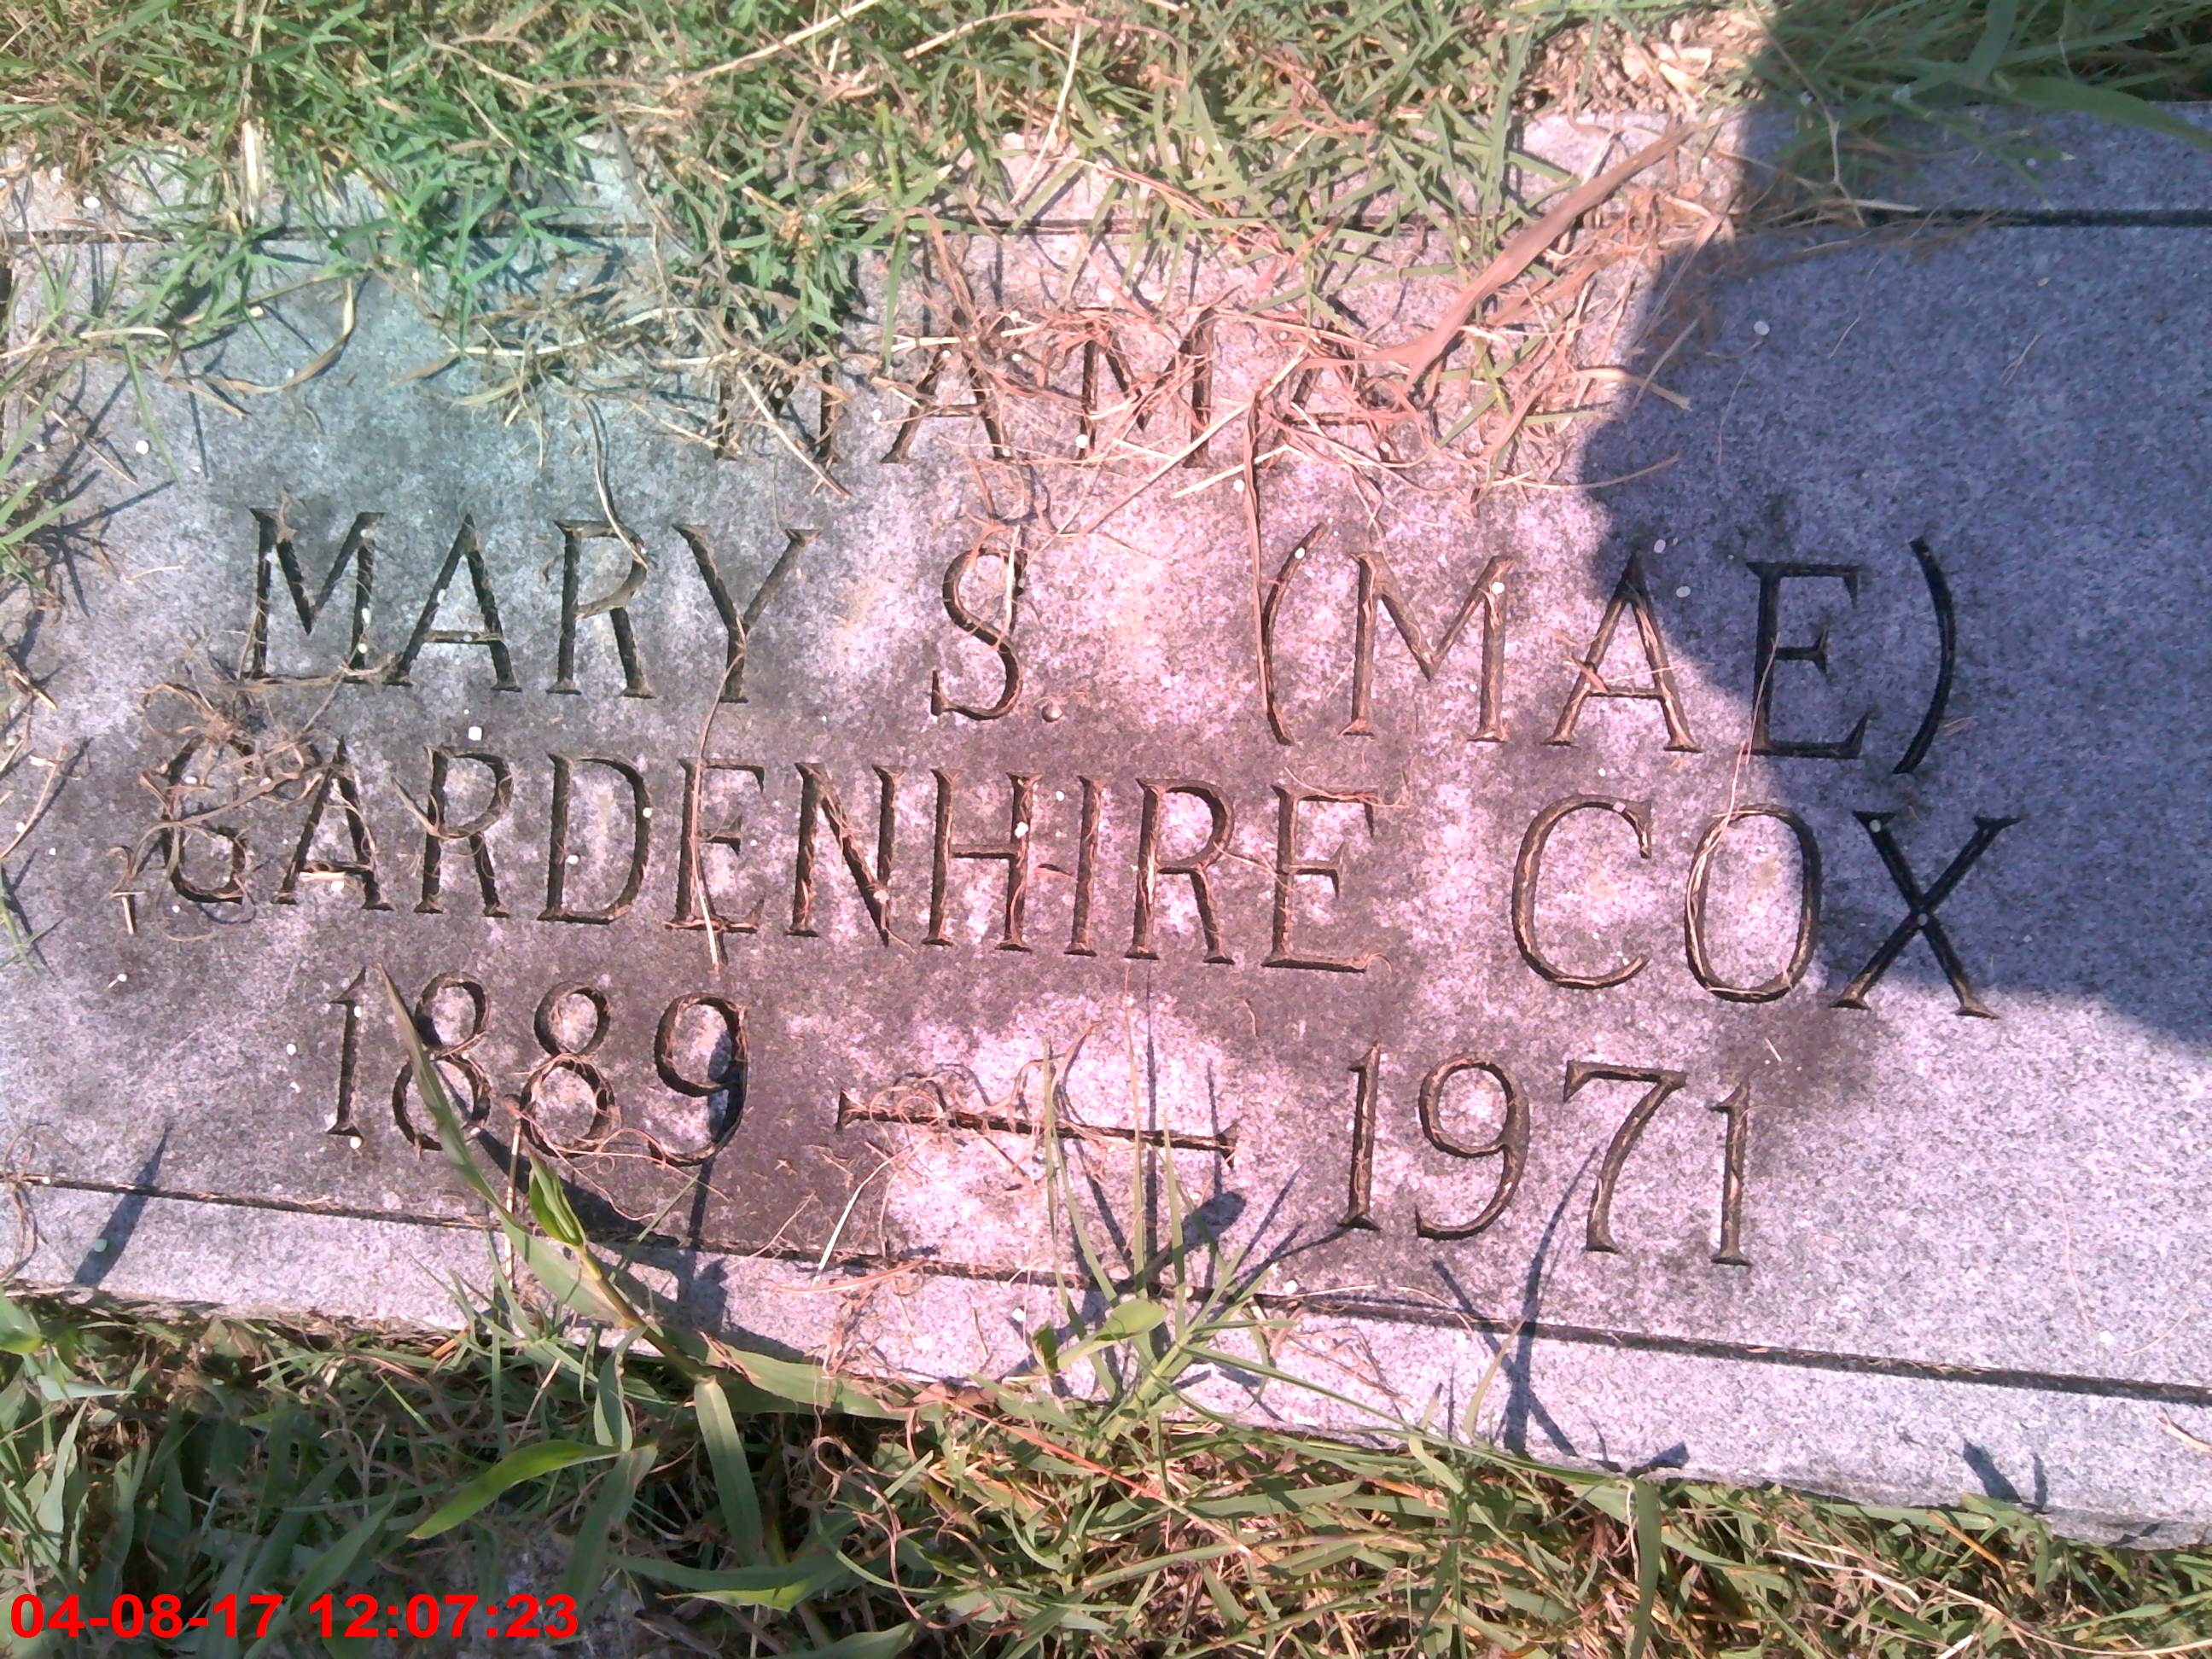 MAMA
MARY S. (MAE)
GARDENHIRE COX
1889 — 1971
04-08-17 12:07:23